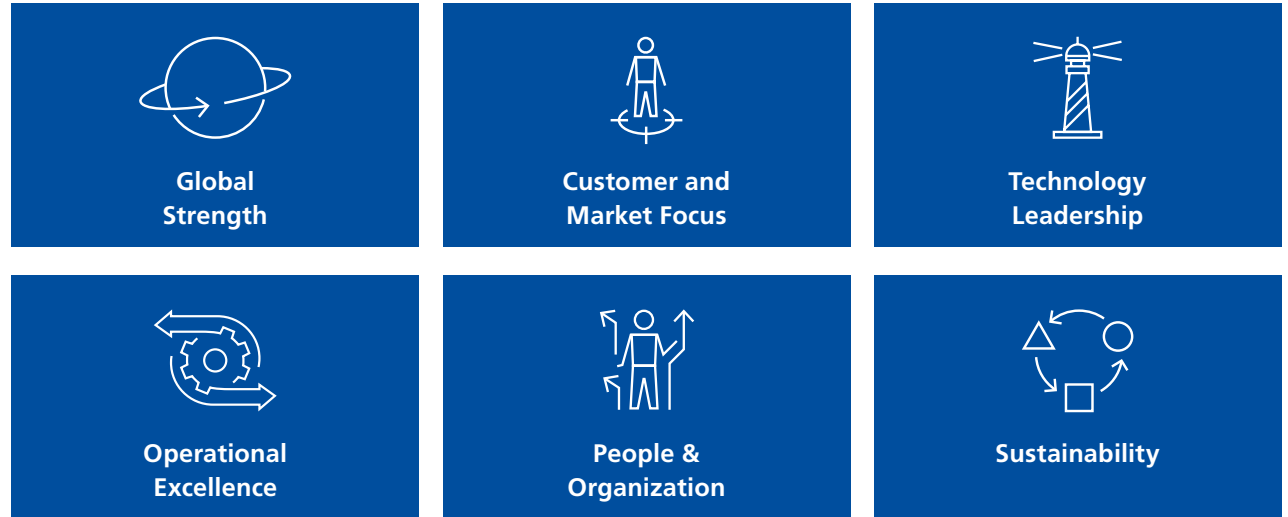 Global
Strength
Customer and
Market Focus
Technology
Leadership
Operational
Excellence
People &
Organization
Sustainability